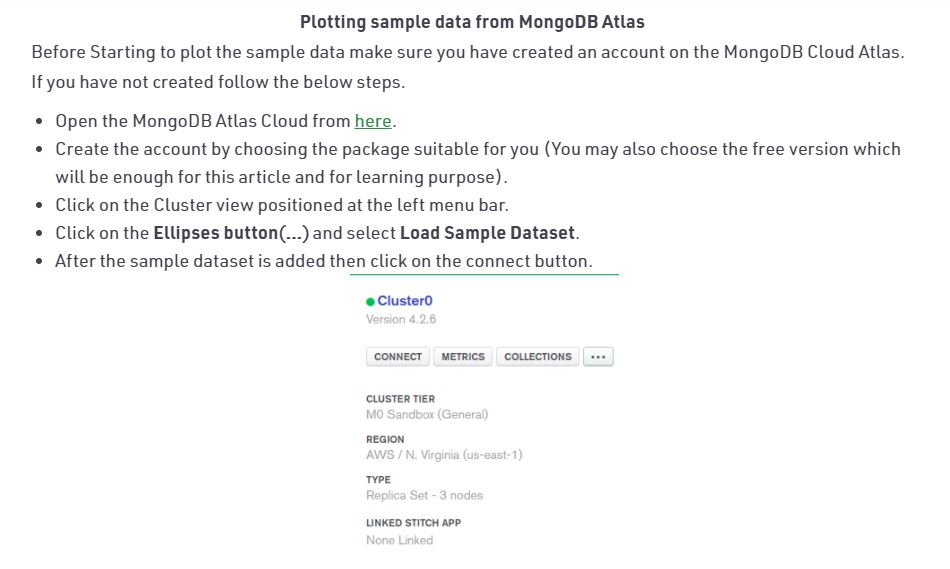 Plotting sample data from MongoDB Atlas
Before Starting to plot the sample data make sure you have created an account on the MongoDB Cloud Atlas.
If you have not created follow the below steps.
• Open the MongoDB Atlas Cloud from here.
• Create the account by choosing the package suitable for you (You may also choose the free version which
will be enough for this article and for learning purpose).
• Click on the Cluster view positioned at the left menu bar.
• Click on the Ellipses button(...) and select Load Sample Dataset.
• After the sample dataset is added then click on the connect button.
Cluster0
Version 4.2.6
CONNECT METRICS COLLECTIONS ...
CLUSTER TIER
M0 Sandbox (General)
REGION
AWS / N. Virginia (us-east-1)
TYPE
Replica Set - 3 nodes
LINKED STITCH APP
None Linked